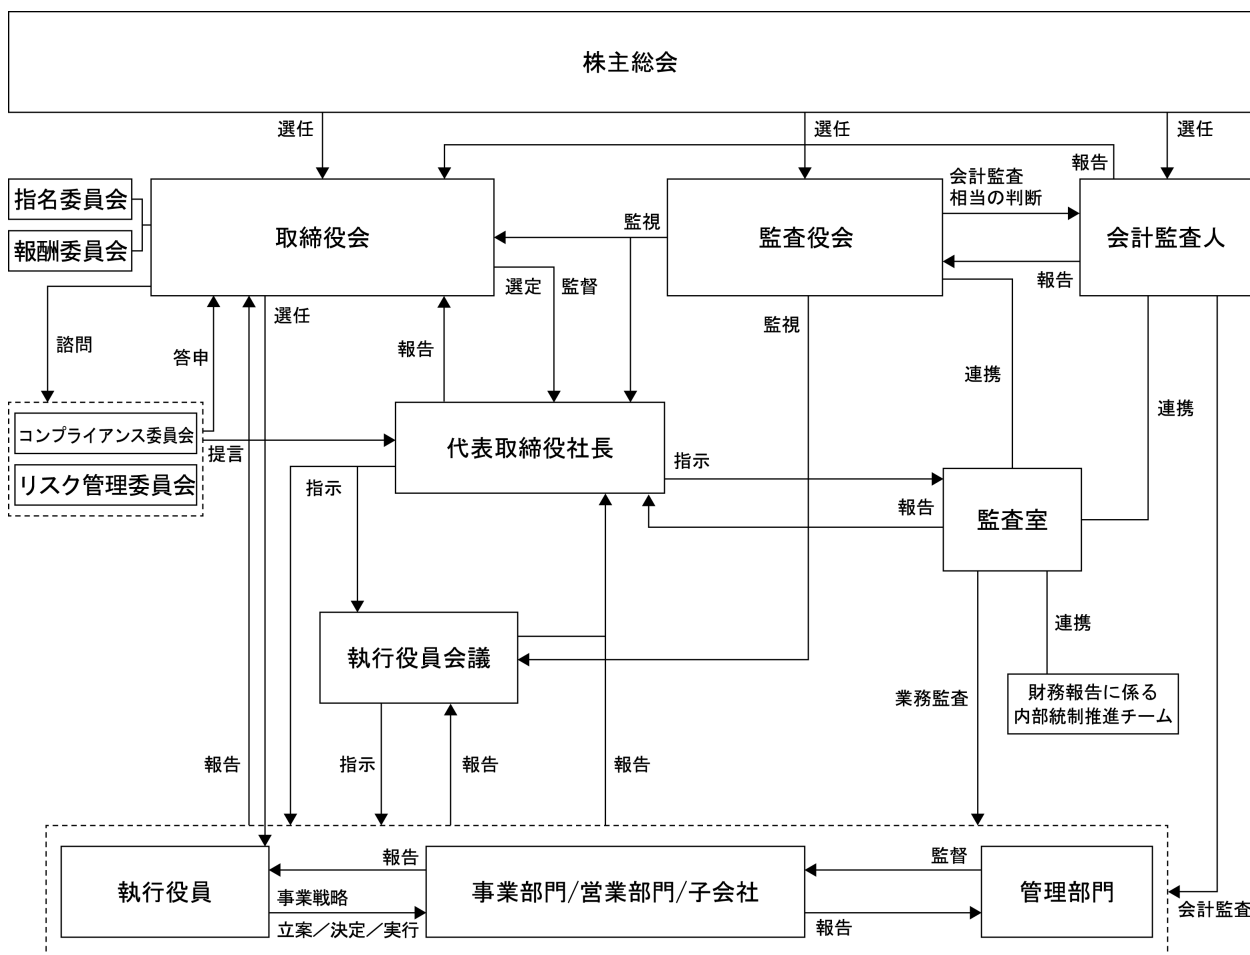 株主総会
選任
選任
選任
報告
指名委員会
報酬委員会
取締役会
監視
監査役会
会計監査
相当の判断
会計監査人
報告
選定
監督
選任
監視
諮問
答申
報告
連携
連携
コンプライアンス委員会
リスク管理委員会
提言
代表取締役社長
指示
指示
報告
監査室
執行役員会議
連携
業務監査
財務報告に係る
内部統制推進チーム
報告
指示
報告
報告
執行役員
報告
事業戦略
立案／決定／実行
事業部門/営業部門/子会社
監督
報告
管理部門
会計監査